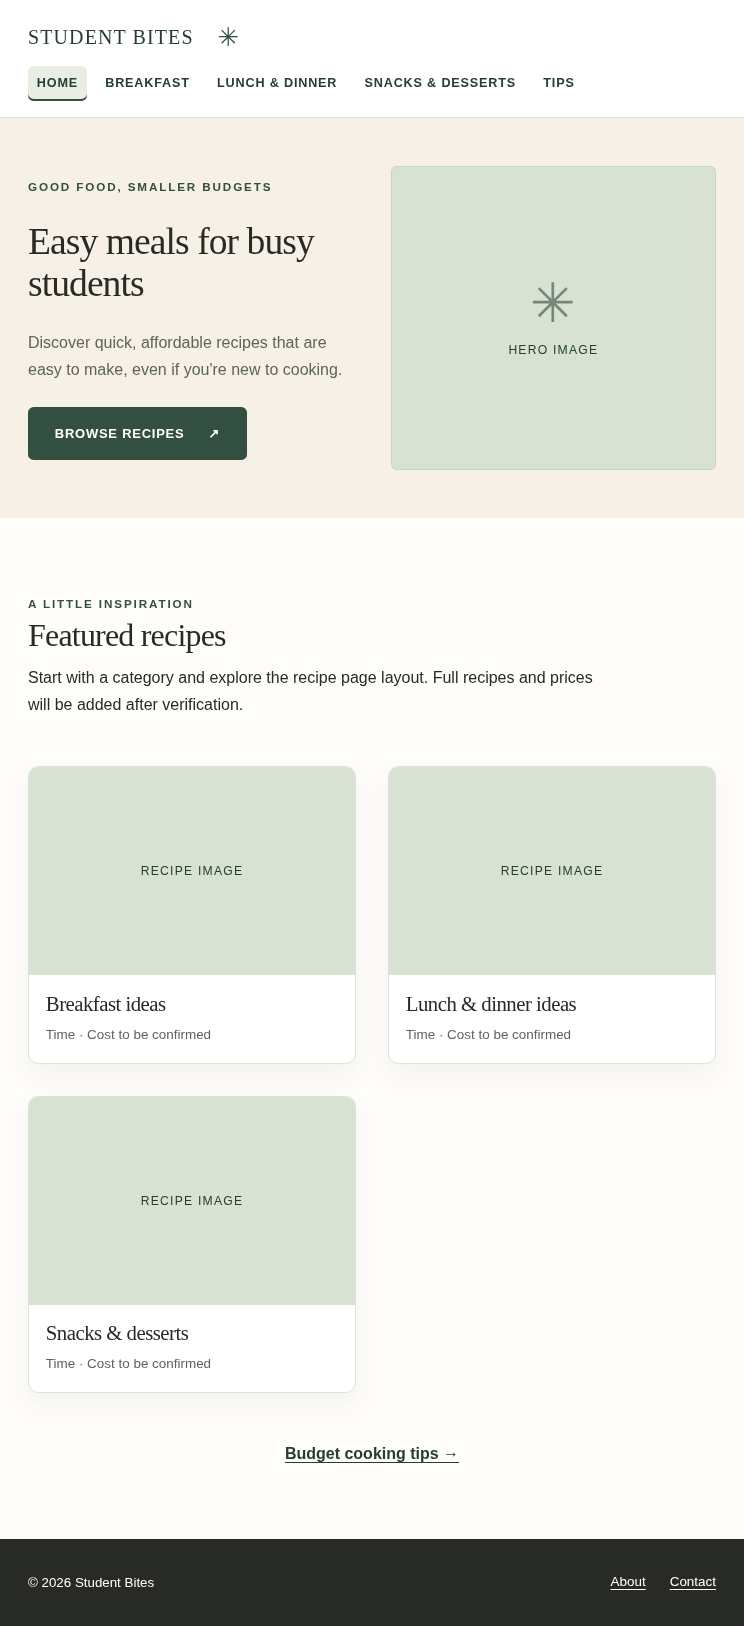 STUDENT BITES ✳
HOME BREAKFAST LUNCH & DINNER SNACKS & DESSERTS TIPS
GOOD FOOD, SMALLER BUDGETS
Easy meals for busy
students
Discover quick, affordable recipes that are
easy to make, even if you're new to cooking.
BROWSE RECIPES ↗
✳
HERO IMAGE
A LITTLE INSPIRATION
Featured recipes
Start with a category and explore the recipe page layout. Full recipes and prices
will be added after verification.
RECIPE IMAGE
Breakfast ideas
Time · Cost to be confirmed
RECIPE IMAGE
Lunch & dinner ideas
Time · Cost to be confirmed
RECIPE IMAGE
Snacks & desserts
Time · Cost to be confirmed
Budget cooking tips →
© 2026 Student Bites
About Contact